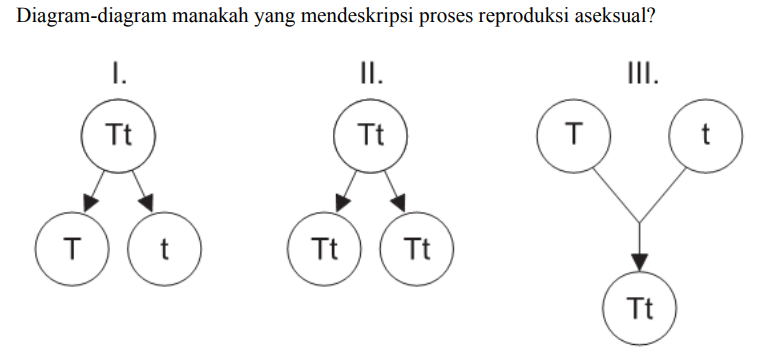 Diagram-diagram manakah yang mendeskripsi proses reproduksi aseksual?
I. II. III.
Tt Tt T t
T t Tt Tt
Tt